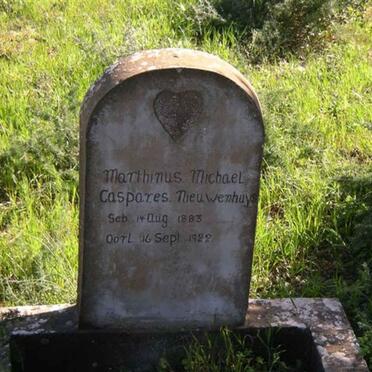 Marthinus Michael
Caspares Nieuwenhuys
Geb. 14 Aug 1883
Oorl. 16 Sept. 1922